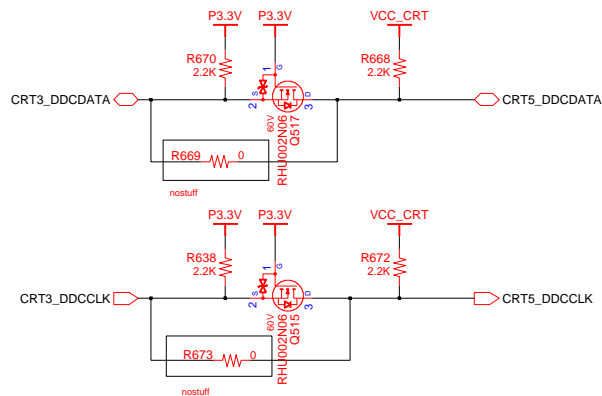 P3.3V P3.3V VCC_CRT
R670 2.2K
1 G
R668 2.2K
CRT3_DDCDATA
2 S
3 D
CRT5_DDCDATA
60V
RHU002N06
Q517
R669 0
nostuff
P3.3V P3.3V VCC_CRT
R638 2.2K
1 G
R672 2.2K
CRT3_DDCCLK
2 S
3 D
CRT5_DDCCLK
60V
RHU002N06
Q515
R673 0
nostuff